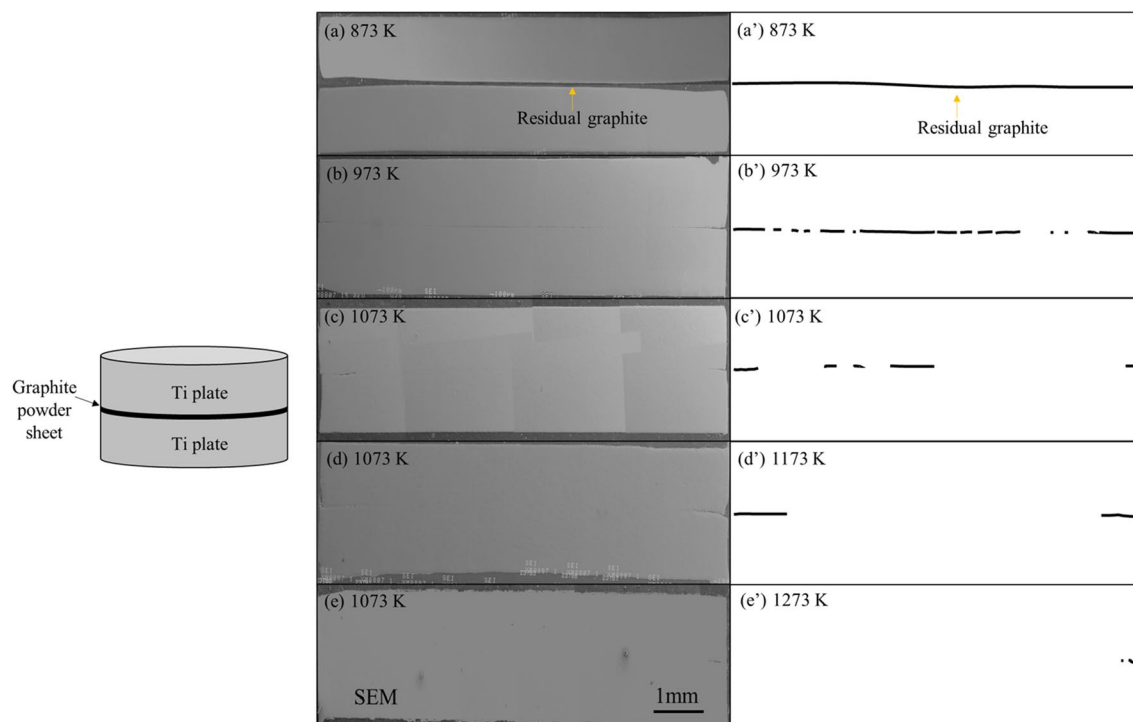 Graphite
powder
sheet
Ti plate
Ti plate
(a) 873 K
Residual graphite
(b) 973 K
(c) 1073 K
(d) 1073 K
(e) 1073 K
SEM
1mm
(a’) 873 K
Residual graphite
(b’) 973 K
(c’) 1073 K
(d’) 1173 K
(e’) 1273 K